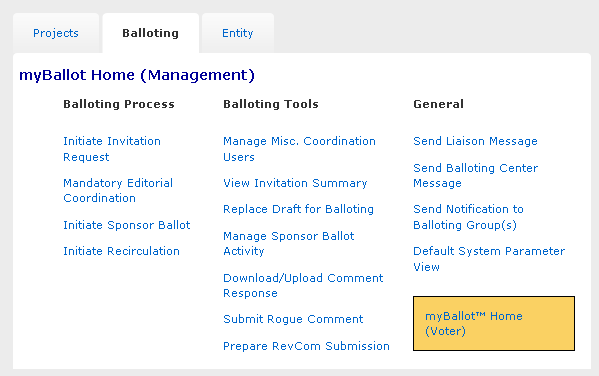 Projects
Balloting
Entity
myBallot Home (Management)
Balloting Process
Initiate Invitation
Request
Mandatory Editorial
Coordination
Initiate Sponsor Ballot
Initiate Recirculation
Balloting Tools
Manage Misc. Coordination
Users
View Invitation Summary
Replace Draft for Balloting
Manage Sponsor Ballot
Activity
Download/Upload Comment
Response
Submit Rogue Comment
Prepare RevCom Submission
General
Send Liaison Message
Send Balloting Center
Message
Send Notification to
Balloting Group(s)
Default System Parameter
View
myBallot™ Home
(Voter)